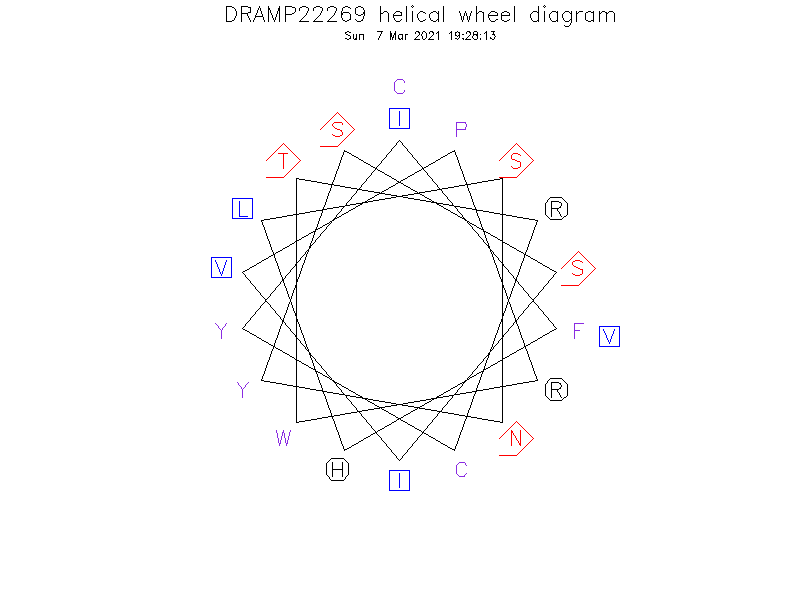 DRAMP22269 helical wheel diagram
Sun 7 Mar 2021 19:28:13
C
I
S P
T S
L R
V S
Y F V
Y R
W N
H I C